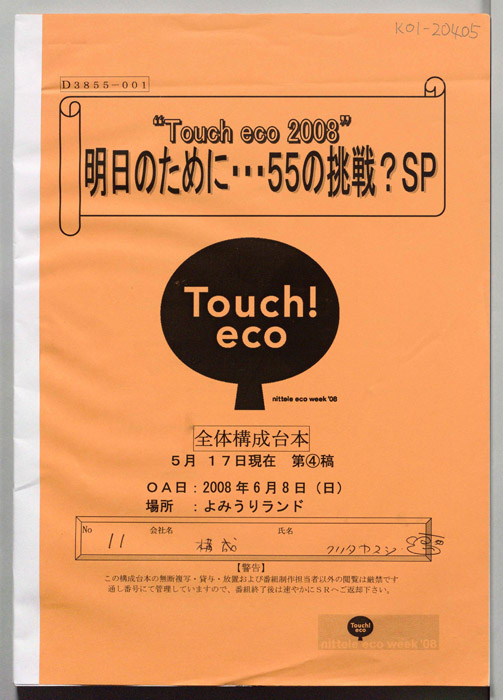 K01-20405
D3855-001
“Touch eco 2008”
明日のために・・・55の挑戦？SP
Touch!
eco
nittele eco week '08
全体構成台本
5月 17日現在 第④稿
OA日：2008年6月8日（日）
場所 ：よみうりランド
No 11 会社名 構成 氏名 クリタヤスシ
【警告】
この構成台本の無断複写・貸与・放置および番組制作担当者以外の閲覧は厳禁です
通し番号にて管理していますので、番組終了後は速やかにSRへご返却下さい。
Touch!
eco
nittele eco week '08